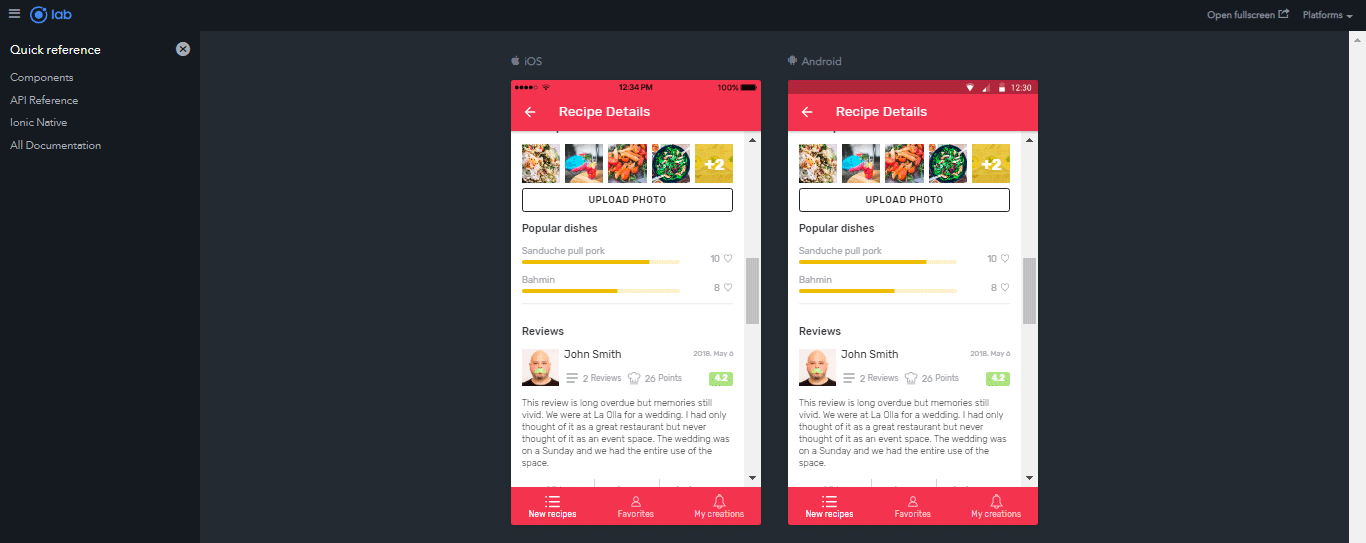 lab
Open fullscreen
Platforms
Quick reference
Components
API Reference
Ionic Native
All Documentation
iOS
12:34 PM
100%
Recipe Details
+2
UPLOAD PHOTO
Popular dishes
Sanduche pull pork
10
Bahmin
8
Reviews
John Smith
2018. May 6
2 Reviews
26 Points
4.2
This review is long overdue but memories still
vivid. We were at La Olla for a wedding. I had only
thought of it as a great restaurant but never
thought of it as an event space. The wedding was
on a Sunday and we had the entire use of the
space.
New recipes
Favorites
My creations
Android
12:30
Recipe Details
+2
UPLOAD PHOTO
Popular dishes
Sanduche pull pork
10
Bahmin
8
Reviews
John Smith
2018. May 6
2 Reviews
26 Points
4.2
This review is long overdue but memories still
vivid. We were at La Olla for a wedding. I had only
thought of it as a great restaurant but never
thought of it as an event space. The wedding was
on a Sunday and we had the entire use of the
space.
New recipes
Favorites
My creations